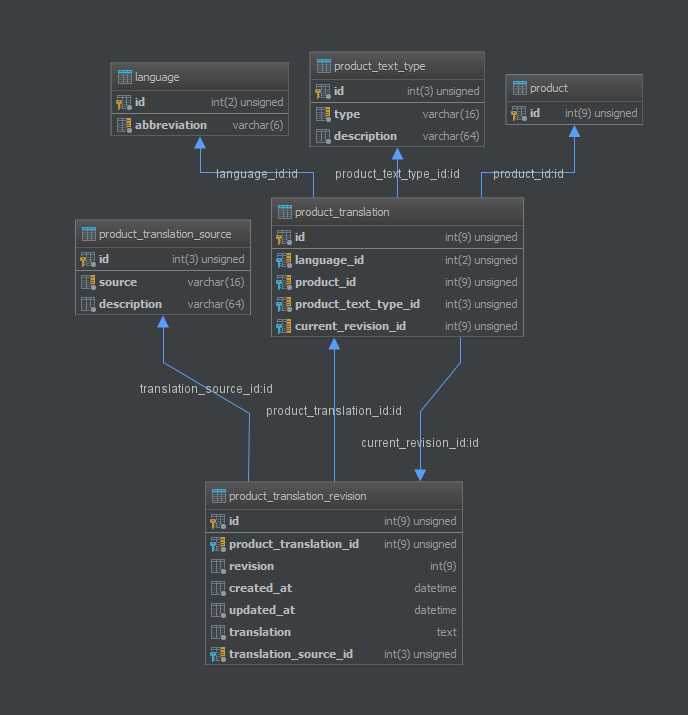 language
id int(2) unsigned
abbreviation varchar(6)
product_text_type
id int(3) unsigned
type varchar(16)
description varchar(64)
product
id int(9) unsigned
language_id:id
product_text_type_id:id
product_id:id
product_translation
id int(9) unsigned
language_id int(2) unsigned
product_id int(9) unsigned
product_text_type_id int(3) unsigned
current_revision_id int(9) unsigned
product_translation_source
id int(3) unsigned
source varchar(16)
description varchar(64)
translation_source_id:id
product_translation_id:id
current_revision_id:id
product_translation_revision
id int(9) unsigned
product_translation_id int(9) unsigned
revision int(9)
created_at datetime
updated_at datetime
translation text
translation_source_id int(3) unsigned